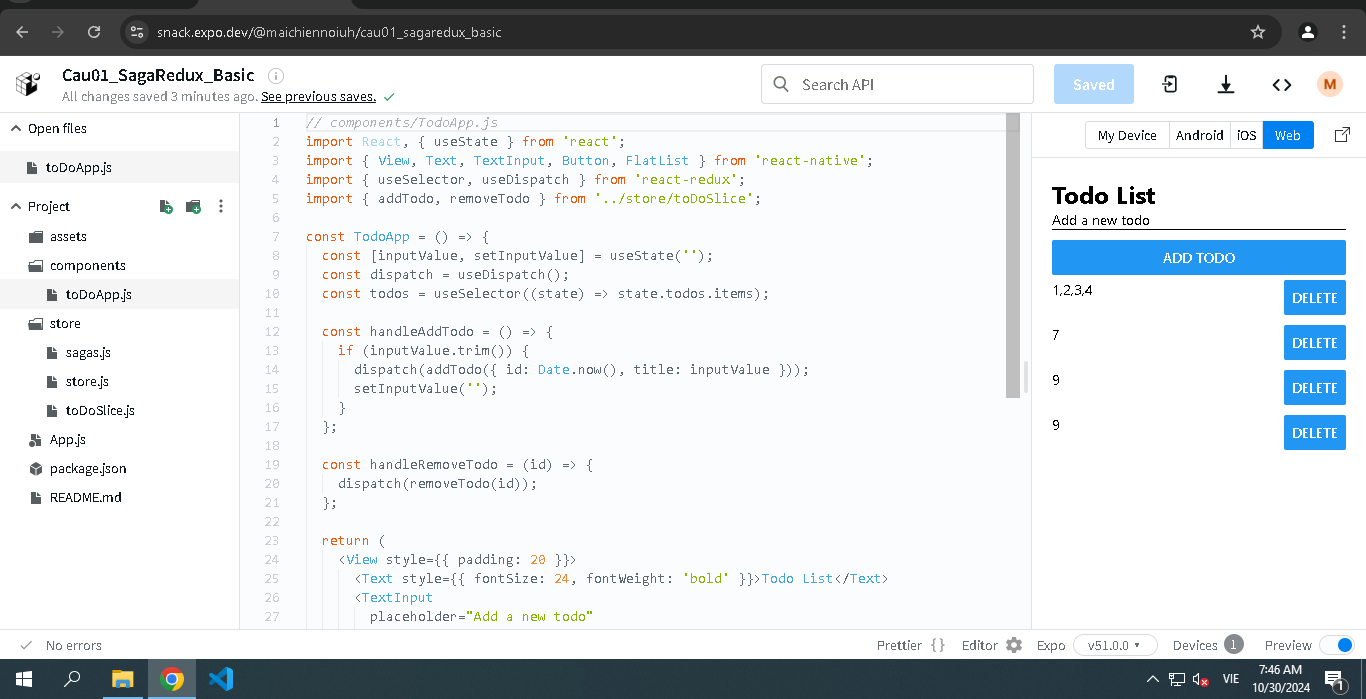 snack.expo.dev/@maichiennoiuh/cau01_sagaredux_basic
Cau01_SagaRedux_Basic
All changes saved 3 minutes ago. See previous saves.
Search API
Saved
M
Open files
toDoApp.js
Project
assets
components
toDoApp.js
store
sagas.js
store.js
toDoSlice.js
App.js
package.json
README.md
1 // components/TodoApp.js
2 import React, { useState } from 'react';
3 import { View, Text, TextInput, Button, FlatList } from 'react-native';
4 import { useSelector, useDispatch } from 'react-redux';
5 import { addTodo, removeTodo } from '../store/toDoSlice';
6
7 const TodoApp = () => {
8 const [inputValue, setInputValue] = useState('');
9 const dispatch = useDispatch();
10 const todos = useSelector((state) => state.todos.items);
11
12 const handleAddTodo = () => {
13 if (inputValue.trim()) {
14 dispatch(addTodo({ id: Date.now(), title: inputValue }));
15 setInputValue('');
16 }
17 };
18
19 const handleRemoveTodo = (id) => {
20 dispatch(removeTodo(id));
21 };
22
23 return (
24 <View style={{ padding: 20 }}>
25 <Text style={{ fontSize: 24, fontWeight: 'bold' }}>Todo List</Text>
26 <TextInput
27 placeholder="Add a new todo"
My Device Android iOS Web
Todo List
Add a new todo
ADD TODO
1,2,3,4 DELETE
7 DELETE
9 DELETE
9 DELETE
No errors
Prettier { } Editor Expo v51.0.0 Devices 1 Preview
VIE
7:46 AM
10/30/2024
1